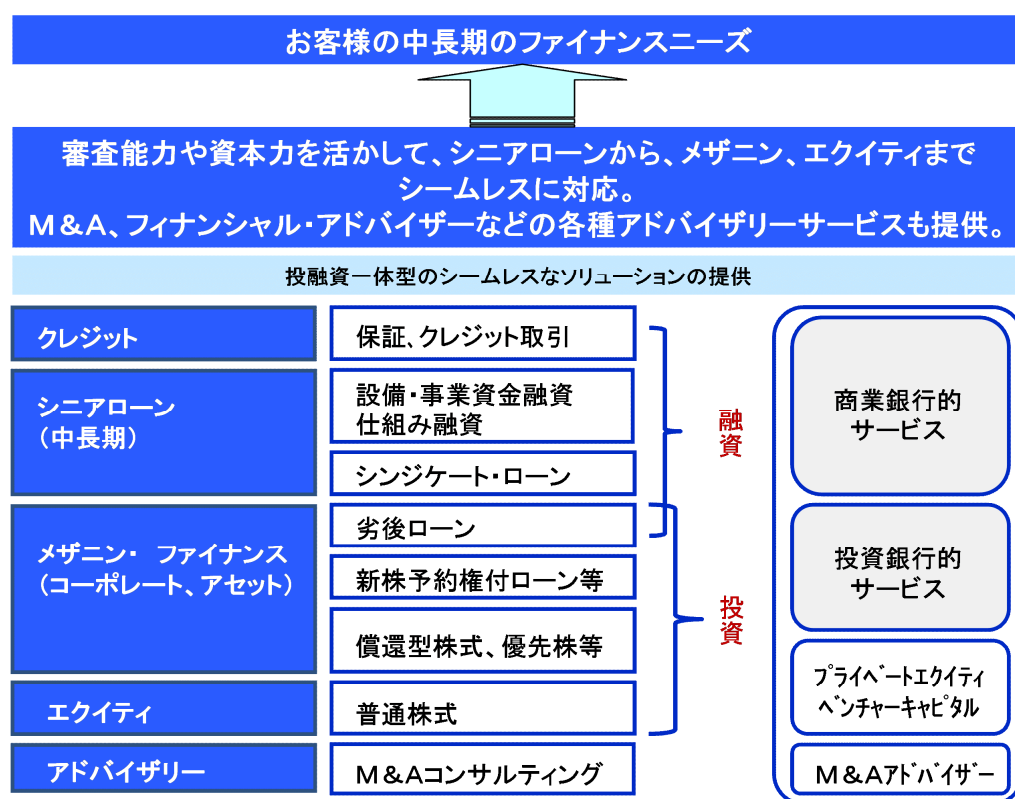 お客様の中長期のファイナンスニーズ
審査能力や資本力を活かして、シニアローンから、メザニン、エクイティまで
シームレスに対応。
M&A、フィナンシャル・アドバイザーなどの各種アドバイザリーサービスも提供。
投融資一体型のシームレスなソリューションの提供
クレジット
保証、クレジット取引
シニアローン
（中長期）
設備・事業資金融資
仕組み融資
シンジケート・ローン
メザニン・ ファイナンス
（コーポレート、アセット）
劣後ローン
新株予約権付ローン等
償還型株式、優先株等
エクイティ
普通株式
アドバイザリー
M&Aコンサルティング
融資
投資
商業銀行的
サービス
投資銀行的
サービス
ﾌﾟﾗｲﾍﾞｰﾄｴｸｲﾃｨ
ﾍﾞﾝﾁｬｰｷｬﾋﾟﾀﾙ
M&Aｱﾄﾞﾊﾞｲｻﾞｰ